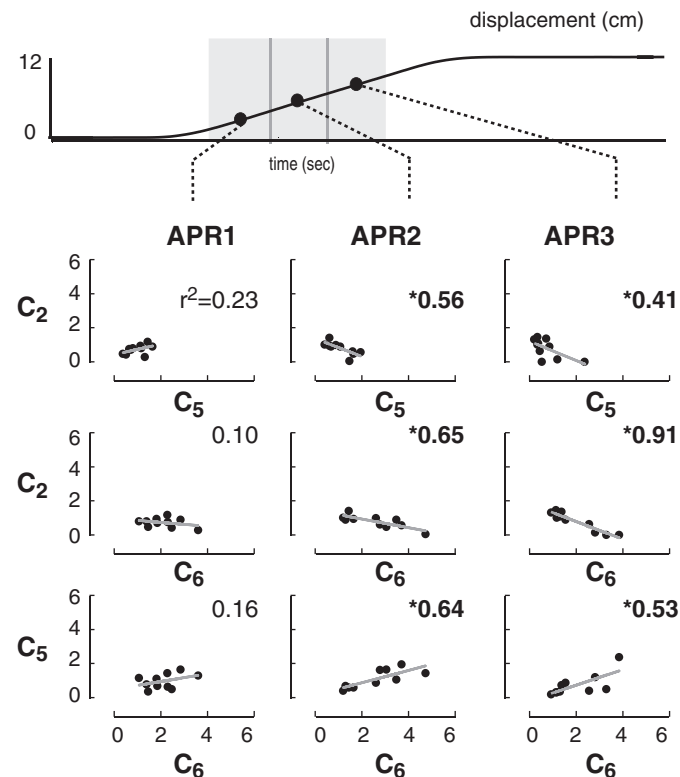 displacement (cm)
12
0
time (sec)
APR1 APR2 APR3
6
4
2
0
C2
r2=0.23 *0.56 *0.41
C5 C5 C5
6
4
2
0
C2
0.10 *0.65 *0.91
C6 C6 C6
6
4
2
0
C5
0.16 *0.64 *0.53
0 2 4 6 0 2 4 6 0 2 4 6
C6 C6 C6